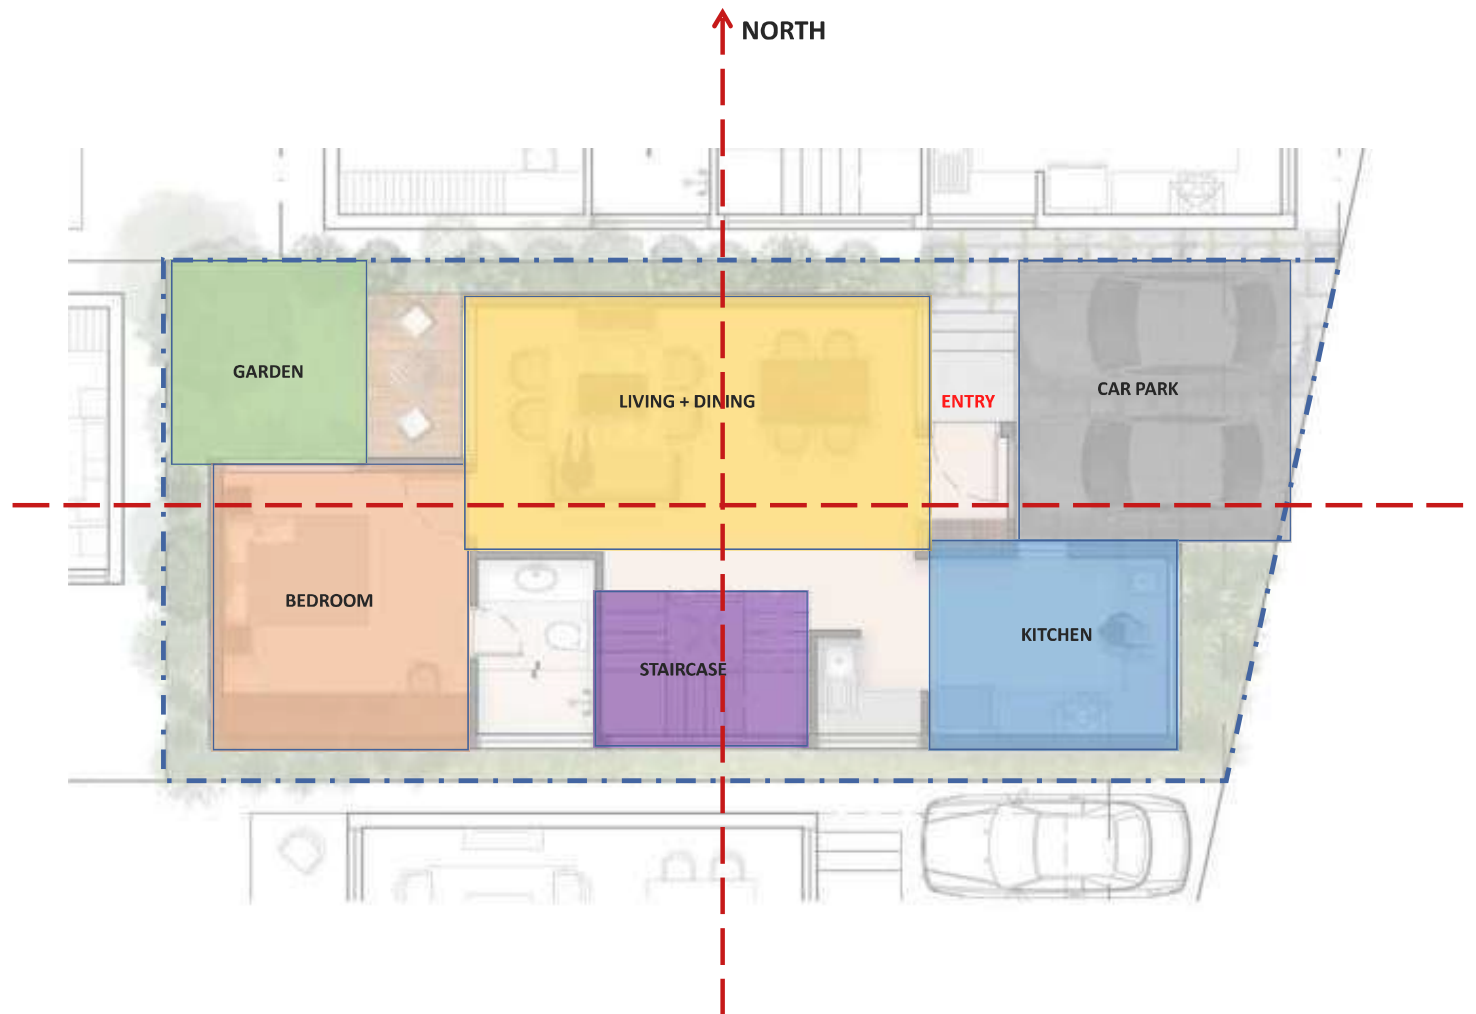 NORTH
GARDEN
LIVING + DINING
ENTRY
CAR PARK
BEDROOM
KITCHEN
STAIRCASE